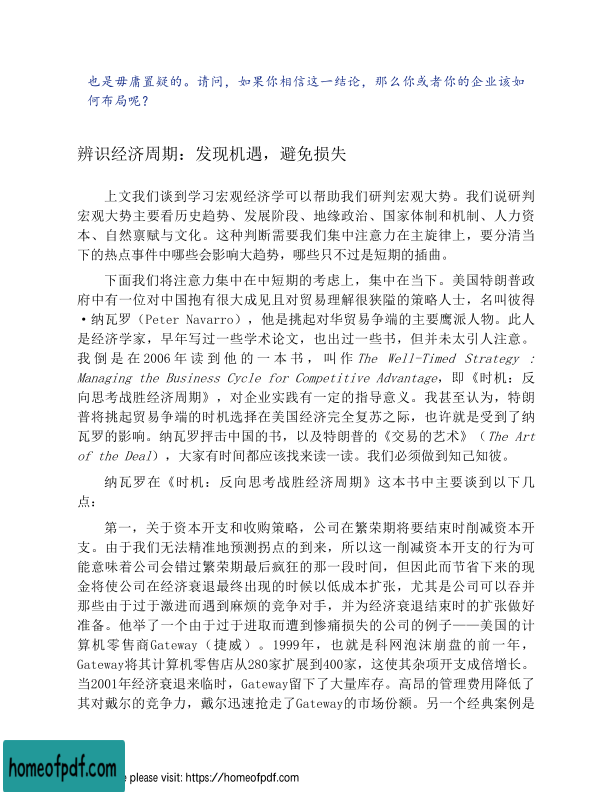 也是毋庸置疑的。请问，如果你相信这一结论，那么你或者你的企业该如
何布局呢？
辨识经济周期：发现机遇，避免损失
上文我们谈到学习宏观经济学可以帮助我们研判宏观大势。我们说研判
宏观大势主要看历史趋势、发展阶段、地缘政治、国家体制和机制、人力资
本、自然禀赋与文化。这种判断需要我们集中注意力在主旋律上，要分清当
下的热点事件中哪些会影响大趋势，哪些只不过是短期的插曲。
下面我们将注意力集中在中短期的考虑上，集中在当下。美国特朗普政
府中有一位对中国抱有很大成见且对贸易理解很狭隘的策略人士，名叫彼得
·纳瓦罗（Peter Navarro），他是挑起对华贸易争端的主要鹰派人物。此人
是经济学家，早年写过一些学术论文，也出过一些书，但并未太引人注意。
我倒是在2006年读到他的一本书，叫作The Well-Timed Strategy :
Managing the Business Cycle for Competitive Advantage，即《时机：反
向思考战胜经济周期》，对企业实践有一定的指导意义。我甚至认为，特朗
普将挑起贸易争端的时机选择在美国经济完全复苏之际，也许就是受到了纳
瓦罗的影响。纳瓦罗抨击中国的书，以及特朗普的《交易的艺术》（The Art
of the Deal），大家有时间都应该找来读一读。我们必须做到知己知彼。
纳瓦罗在《时机：反向思考战胜经济周期》这本书中主要谈到以下几
点：
第一，关于资本开支和收购策略，公司在繁荣期将要结束时削减资本开
支。由于我们无法精准地预测拐点的到来，所以这一削减资本开支的行为可
能意味着公司会错过繁荣期最后疯狂的那一段时间，但因此而节省下来的现
金将使公司在经济衰退最终出现的时候以低成本扩张，尤其是公司可以吞并
那些由于过于激进而遇到麻烦的竞争对手，并为经济衰退结束时的扩张做好
准备。他举了一个由于过于进取而遭到惨痛损失的公司的例子——美国的计
算机零售商Gateway（捷威）。1999年，也就是科网泡沫崩盘的前一年，
Gateway将其计算机零售店从280家扩展到400家，这使其杂项开支成倍增长。
当2001年经济衰退来临时，Gateway留下了大量库存。高昂的管理费用降低了
其对戴尔的竞争力，戴尔迅速抢走了Gateway的市场份额。另一个经典案例是
homeofpdf.com
e please visit: https://homeofpdf.com